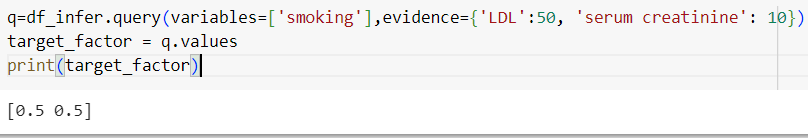 q=df_infer.query(variables=['smoking'],evidence={'LDL':50, 'serum creatinine': 10})
target_factor = q.values
print(target_factor)
[0.5 0.5]